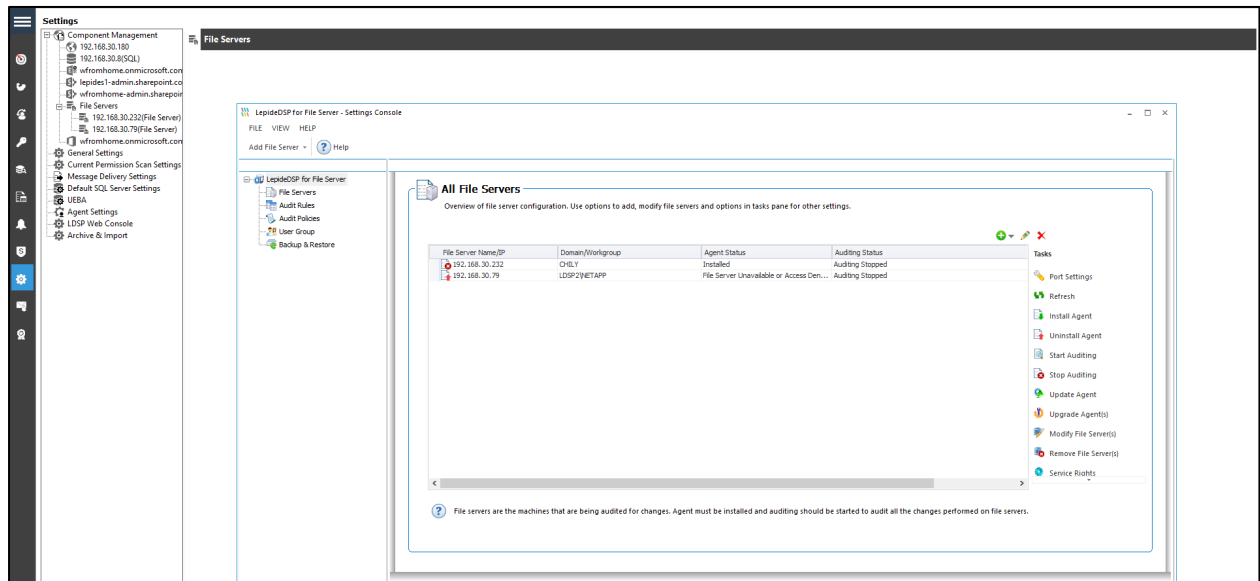 Settings
Component Management
192.168.30.180
192.168.30.8(SQL)
wfromhome.onmicrosoft.con
lepides1-admin.sharepoint.co
wfromhome-admin.sharepoir
File Servers
192.168.30.232(File Server)
192.168.30.79(File Server)
wfromhome.onmicrosoft.con
General Settings
Current Permission Scan Settings
Message Delivery Settings
Default SQL Server Settings
UEBA
Agent Settings
LDSP Web Console
Archive & Import
File Servers
LepideDSP for File Server - Settings Console
FILE VIEW HELP
Add File Server Help
LepideDSP for File Server
File Servers
Audit Rules
Audit Policies
User Group
Backup & Restore
All File Servers
Overview of file server configuration. Use options to add, modify file servers and options in tasks pane for other settings.
File Server Name/IP Domain/Workgroup Agent Status Auditing Status
192.168.30.232 CHILY Installed Auditing Stopped
192.168.30.79 LDSP2\NETAPP File Server Unavailable or Access Den... Auditing Stopped
Tasks
Port Settings
Refresh
Install Agent
Uninstall Agent
Start Auditing
Stop Auditing
Update Agent
Upgrade Agent(s)
Modify File Server(s)
Remove File Server(s)
Service Rights
File servers are the machines that are being audited for changes. Agent must be installed and auditing should be started to audit all the changes performed on file servers.